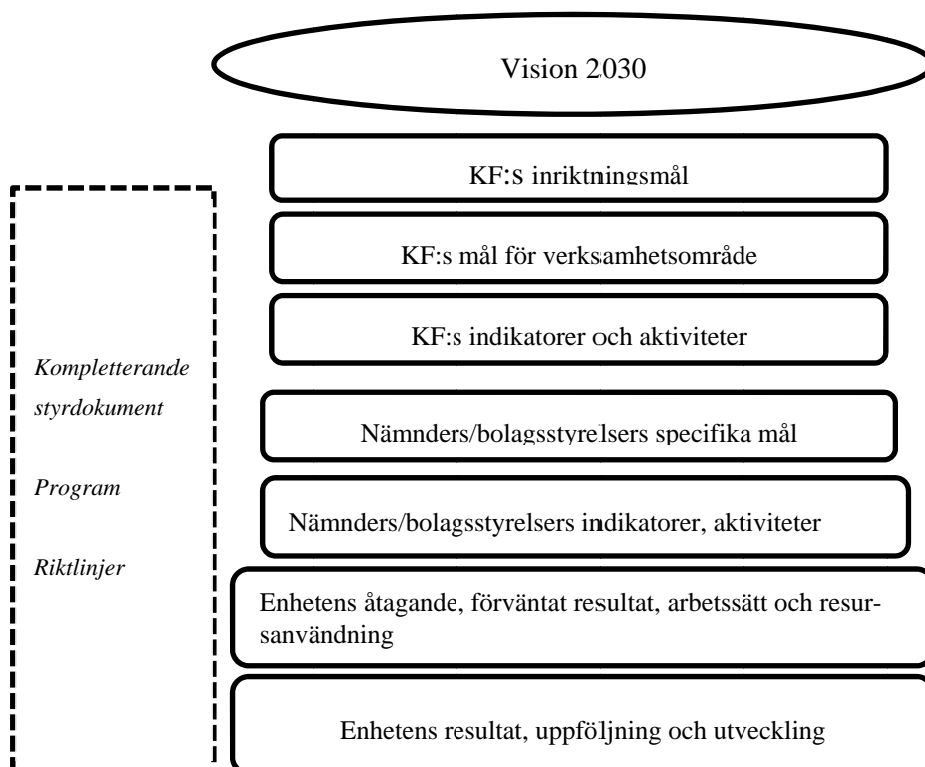 Vision 2030
KF:s inriktningsmål
KF:s mål för verksamhetsområde
KF:s indikatorer och aktiviteter
Kompletterande
styrdokument
Program
Riktlinjer
Nämnders/bolagsstyrelsers specifika mål
Nämnders/bolagsstyrelsers indikatorer, aktiviteter
Enhetens åtagande, förväntat resultat, arbetssätt och resur-
sanvändning
Enhetens resultat, uppföljning och utveckling